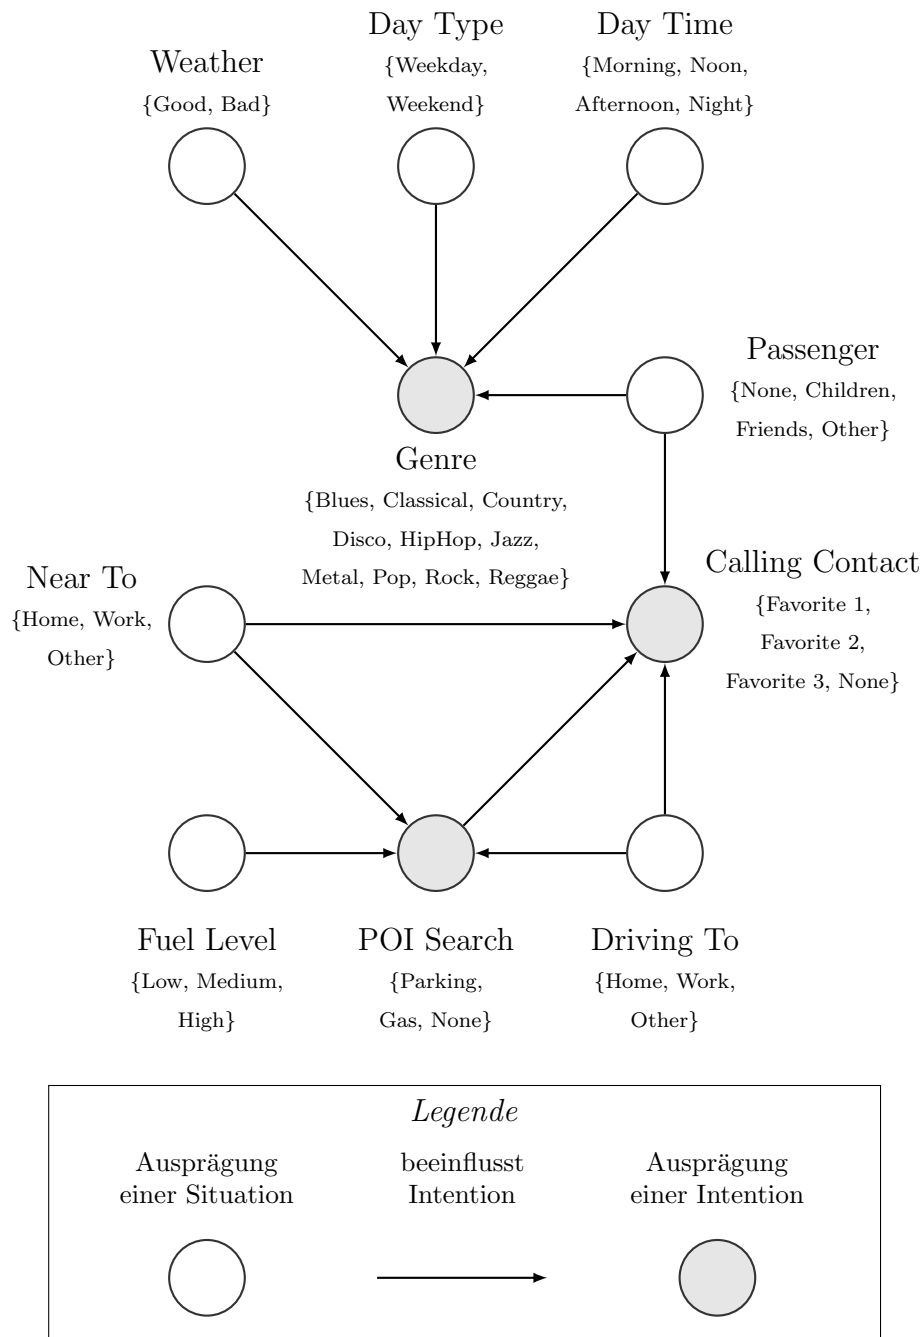 Day Type
{Weekday,
Weekend}
Day Time
{Morning, Noon,
Afternoon, Night}
Weather
{Good, Bad}
Passenger
{None, Children,
Friends, Other}
Genre
{Blues, Classical, Country,
Disco, HipHop, Jazz,
Metal, Pop, Rock, Reggae}
Near To
{Home, Work,
Other}
Calling Contact
{Favorite 1,
Favorite 2,
Favorite 3, None}
Fuel Level
{Low, Medium,
High}
POI Search
{Parking,
Gas, None}
Driving To
{Home, Work,
Other}
Legende
Ausprägung
einer Situation
beeinflusst
Intention
Ausprägung
einer Intention